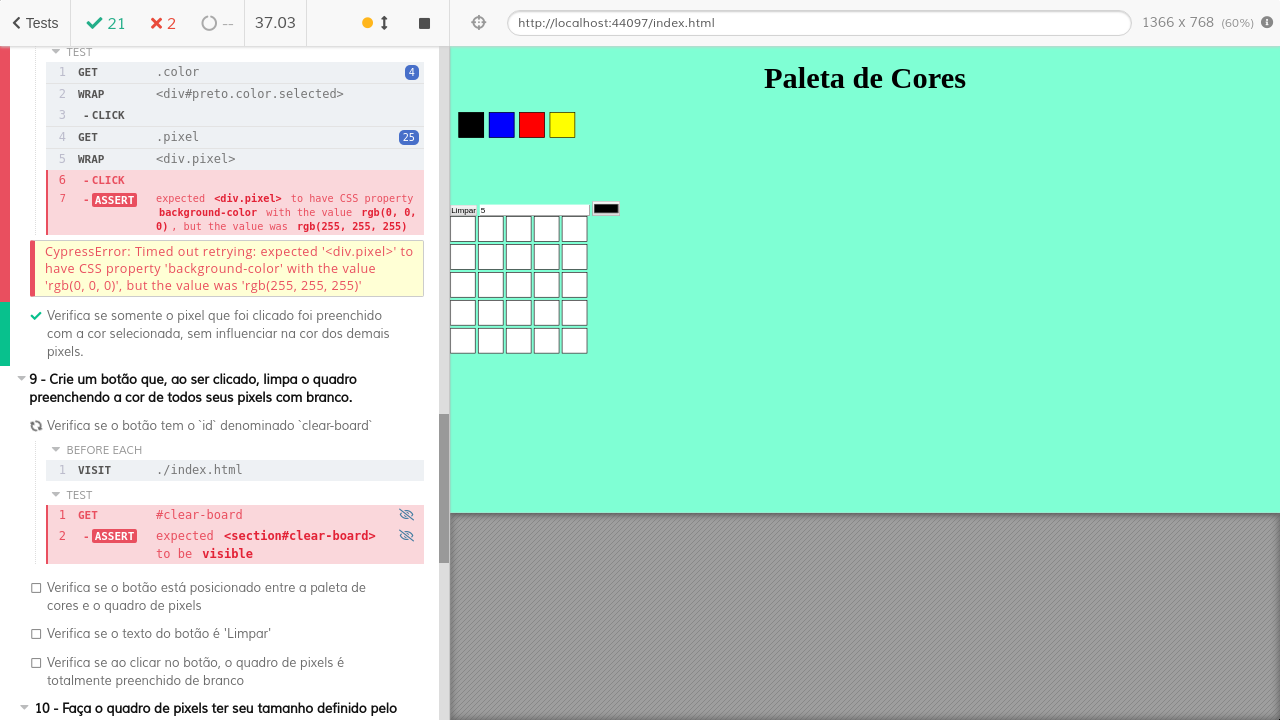 Tests
21
2
--
37.03
http://localhost:44097/index.html
1366 x 768 (60%)
TEST
1 GET .color 4
2 WRAP <div#preto.color.selected>
3 - CLICK
4 GET .pixel 25
5 WRAP <div.pixel>
6 - CLICK
7 - ASSERT expected <div.pixel> to have CSS property
background-color with the value rgb(0, 0,
0), but the value was rgb(255, 255, 255)
CypressError: Timed out retrying: expected '<div.pixel>' to
have CSS property 'background-color' with the value
'rgb(0, 0, 0)', but the value was 'rgb(255, 255, 255)'
Verifica se somente o pixel que foi clicado foi preenchido
com a cor selecionada, sem influenciar na cor dos demais
pixels.
9 - Crie um botão que, ao ser clicado, limpa o quadro
preenchendo a cor de todos seus pixels com branco.
Verifica se o botão tem o `id` denominado `clear-board`
BEFORE EACH
1 VISIT ./index.html
TEST
1 GET #clear-board
2 - ASSERT expected <section#clear-board>
to be visible
Verifica se o botão está posicionado entre a paleta de
cores e o quadro de pixels
Verifica se o texto do botão é 'Limpar'
Verifica se ao clicar no botão, o quadro de pixels é
totalmente preenchido de branco
10 - Faça o quadro de pixels ter seu tamanho definido pelo
Paleta de Cores
Limpar 5